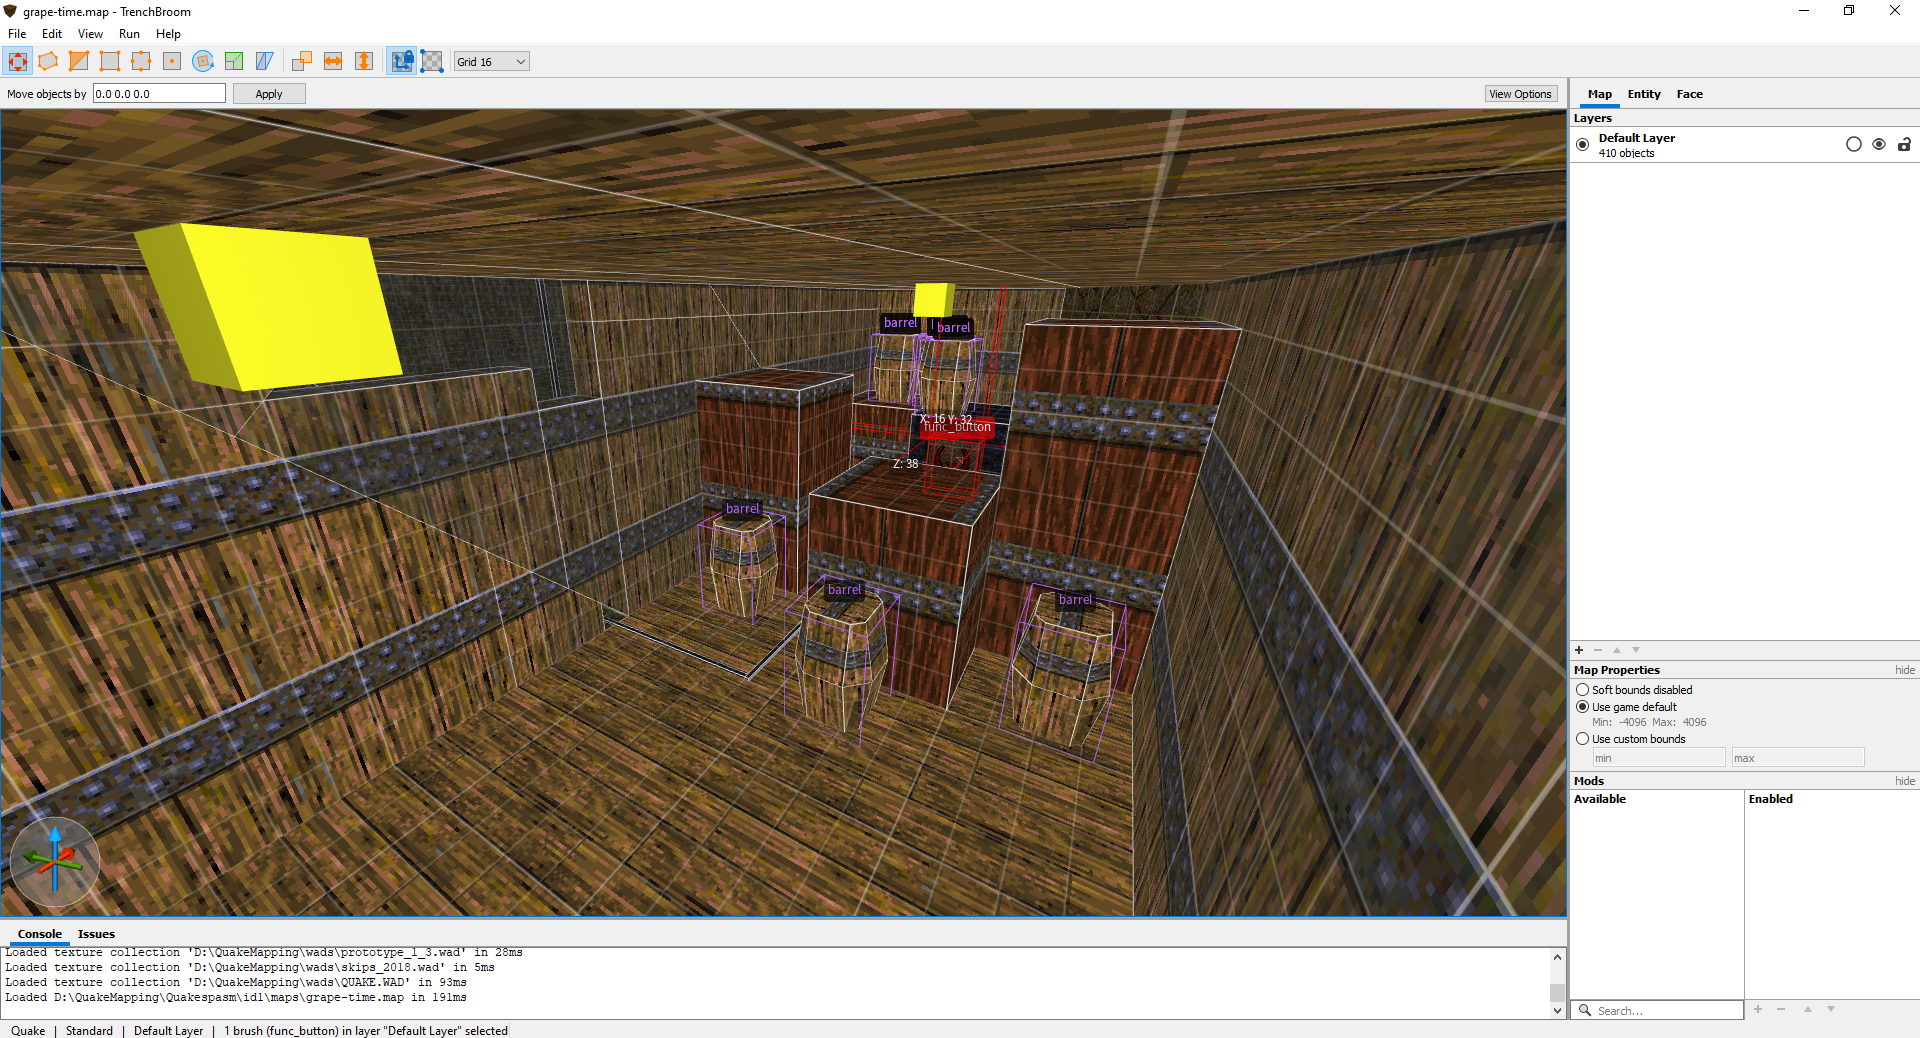 grape-time.map - TrenchBroom
File Edit View Run Help
Grid 16
Move objects by 0.0 0.0 0.0 Apply View Options
Map Entity Face
Layers
Default Layer
410 objects
barrel
barrel
X: 16 Y: 32
func_button
Z: 38
barrel
barrel
barrel
Map Properties hide
Soft bounds disabled
Use game default
Min: -4096 Max: 4096
Use custom bounds
min max
Mods hide
Available Enabled
Search...
Console Issues
Loaded texture collection 'D:\QuakeMapping\wads\prototype_1_3.wad' in 28ms
Loaded texture collection 'D:\QuakeMapping\wads\skips_2018.wad' in 5ms
Loaded texture collection 'D:\QuakeMapping\wads\QUAKE.WAD' in 93ms
Loaded D:\QuakeMapping\Quakespasm\id1\maps\grape-time.map in 191ms
Quake | Standard | Default Layer | 1 brush (func_button) in layer "Default Layer" selected